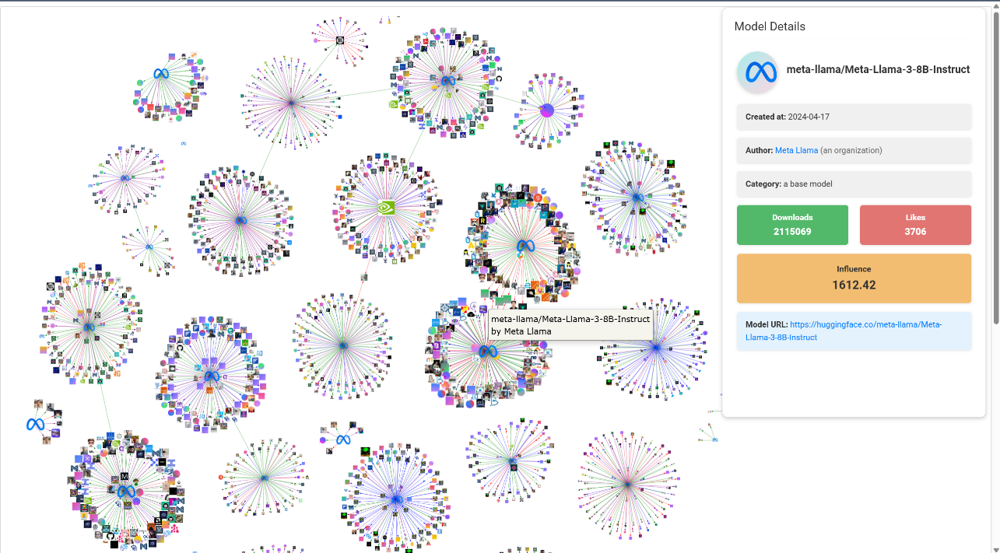 Model Details
meta-llama/Meta-Llama-3-8B-Instruct
Created at: 2024-04-17
Author: Meta Llama (an organization)
Category: a base model
Downloads
2115069
Likes
3706
Influence
1612.42
Model URL: https://huggingface.co/meta-llama/Meta-
Llama-3-8B-Instruct
meta-llama/Meta-Llama-3-8B-Instruct
by Meta Llama